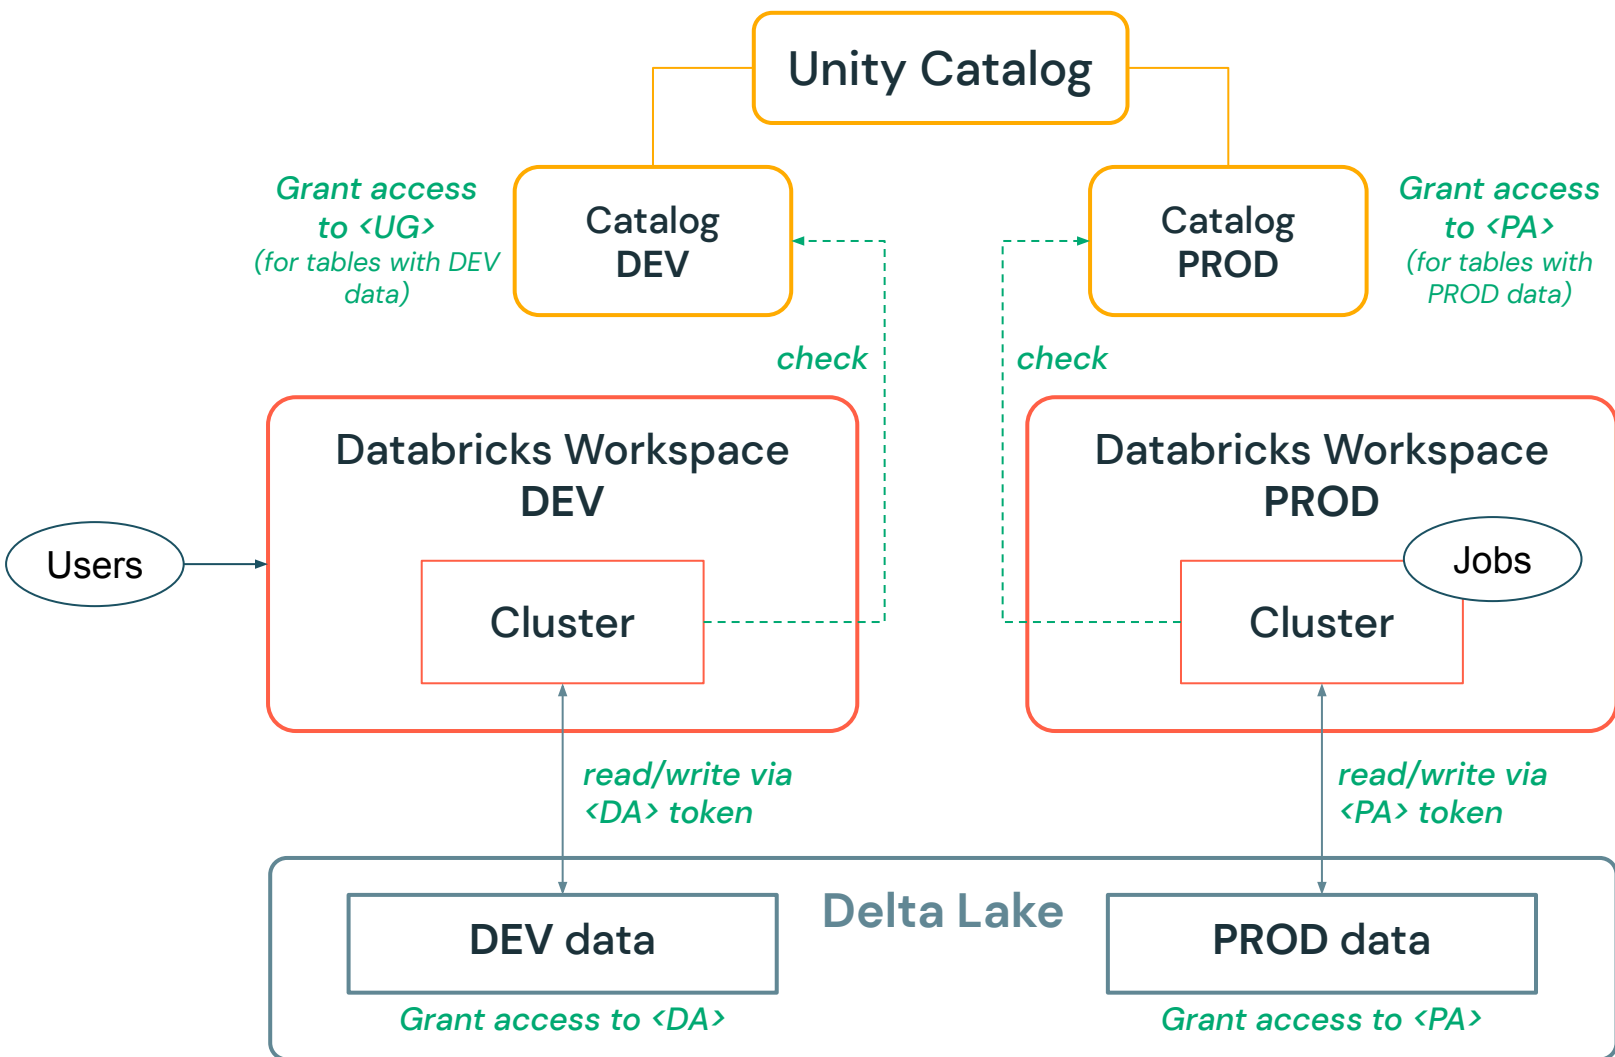 Unity Catalog
Grant access
to <UG>
(for tables with DEV
data)
Catalog
DEV
Catalog
PROD
Grant access
to <PA>
(for tables with
PROD data)
check
check
Databricks Workspace
DEV
Databricks Workspace
PROD
Users
Cluster
Cluster
Jobs
read/write via
<DA> token
read/write via
<PA> token
Delta Lake
DEV data
PROD data
Grant access to <DA>
Grant access to <PA>